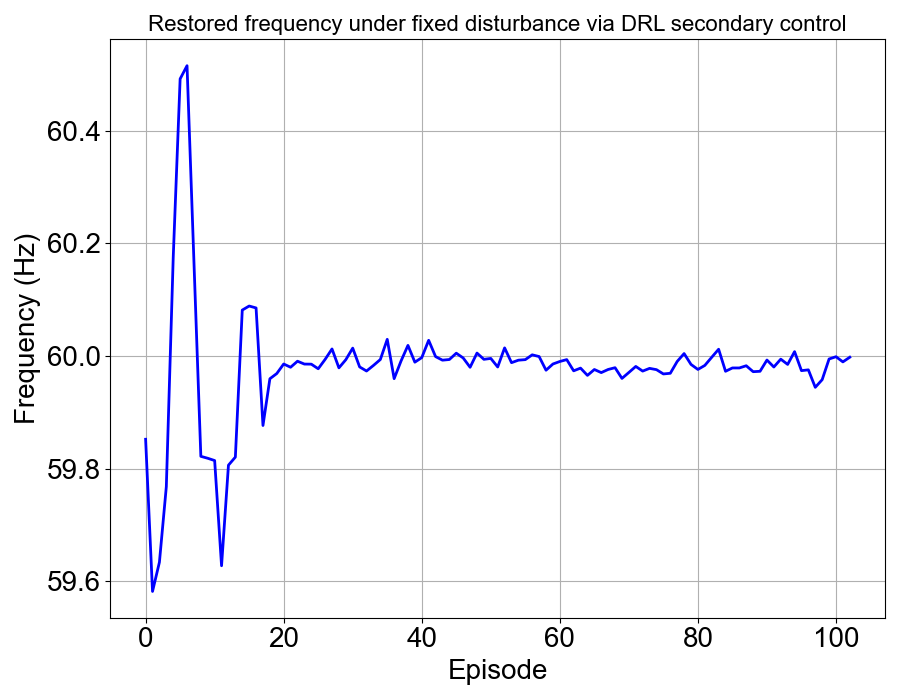 Restored frequency under fixed disturbance via DRL secondary control
60.4
60.2
60.0
59.8
59.6
Frequency (Hz)
0 20 40 60 80 100
Episode